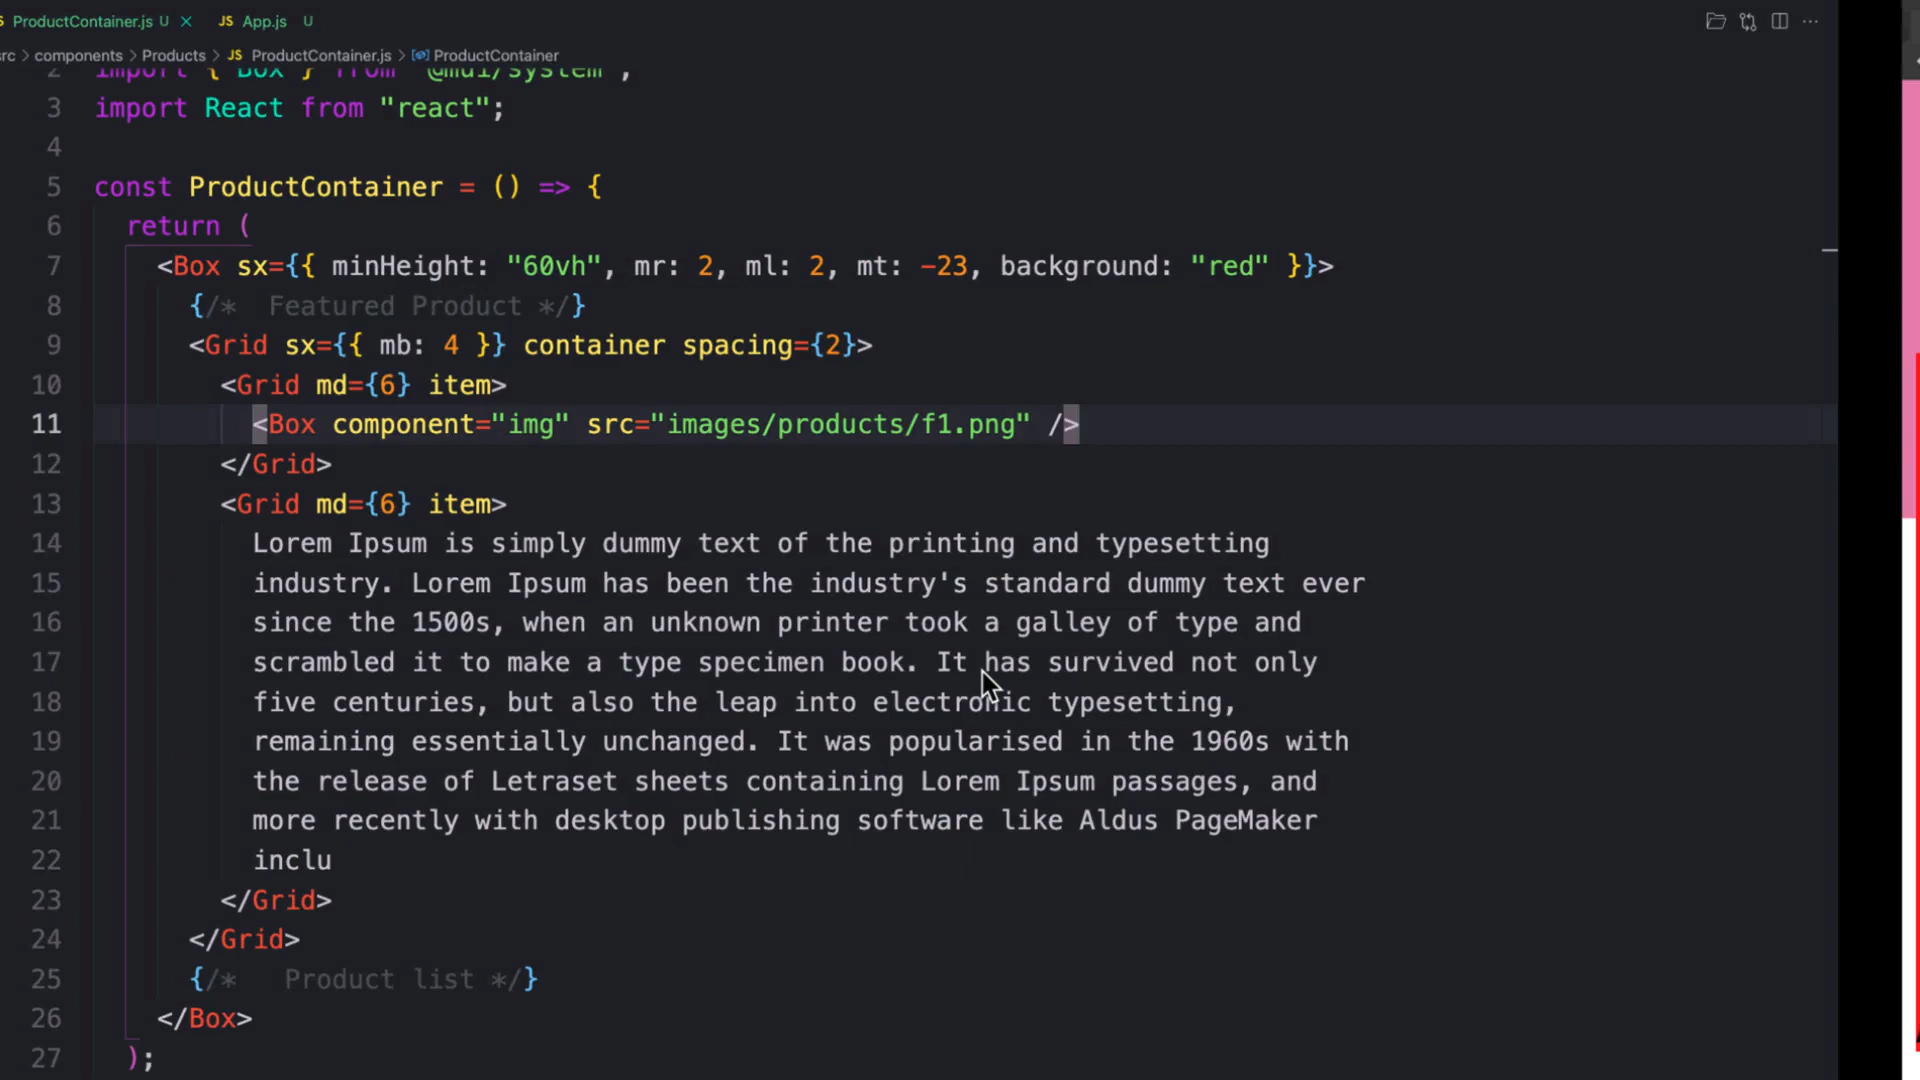 ProductContainer.js U × JS App.js U
src > components > Products > JS ProductContainer.js > ProductContainer
2 import { Box } from "@mui/system";
3 import React from "react";
4
5 const ProductContainer = () => {
6 return (
7 <Box sx={{ minHeight: "60vh", mr: 2, ml: 2, mt: -23, background: "red" }}>
8 {/*  Featured Product */}
9 <Grid sx={{ mb: 4 }} container spacing={2}>
10 <Grid md={6} item>
11 <Box component="img" src="images/products/f1.png" />
12 </Grid>
13 <Grid md={6} item>
14 Lorem Ipsum is simply dummy text of the printing and typesetting
15 industry. Lorem Ipsum has been the industry's standard dummy text ever
16 since the 1500s, when an unknown printer took a galley of type and
17 scrambled it to make a type specimen book. It has survived not only
18 five centuries, but also the leap into electronic typesetting,
19 remaining essentially unchanged. It was popularised in the 1960s with
20 the release of Letraset sheets containing Lorem Ipsum passages, and
21 more recently with desktop publishing software like Aldus PageMaker
22 inclu
23 </Grid>
24 </Grid>
25 {/*   Product list */}
26 </Box>
27 );